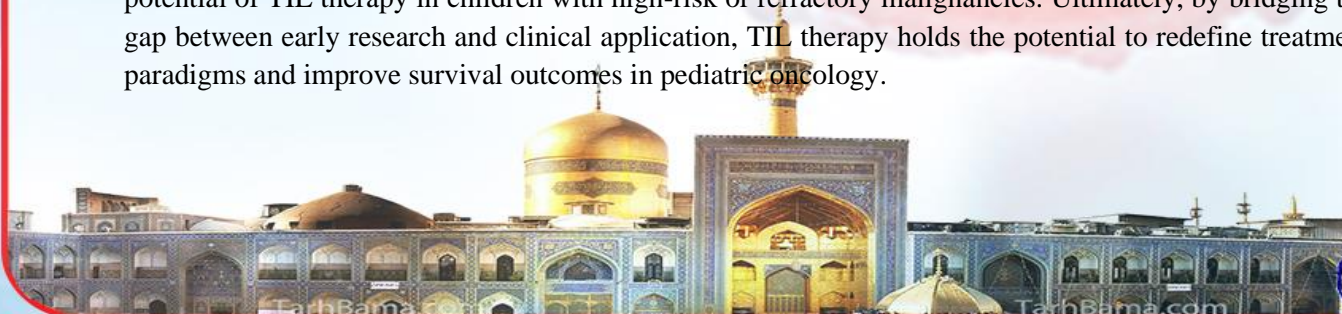 potential of TIL therapy in children with high-risk or refractory malignancies. Ultimately, by bridging
gap between early research and clinical application, TIL therapy holds the potential to redefine
paradigms and improve survival outcomes in pediatric oncology.
TarhBama.com TarhBama.com